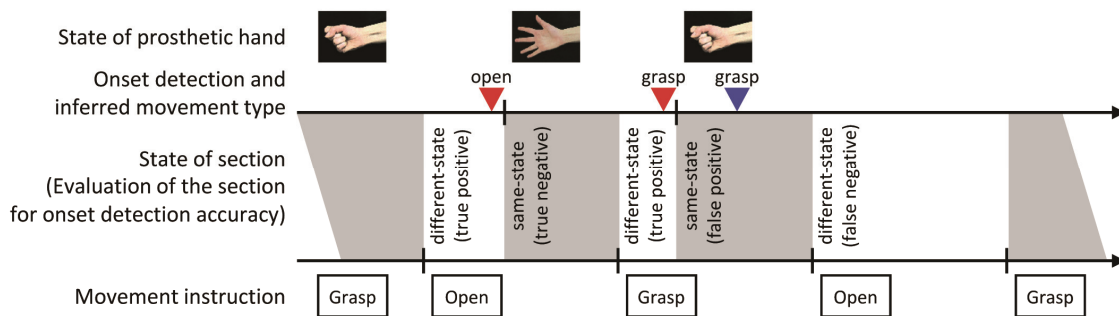 State of prosthetic hand
Onset detection and
inferred movement type
open
grasp
grasp
State of section
(Evaluation of the section
for onset detection accuracy)
different-state
(true positive)
same-state
(true negative)
different-state
(true positive)
same-state
(false positive)
different-state
(false negative)
Movement instruction
Grasp
Open
Grasp
Open
Grasp